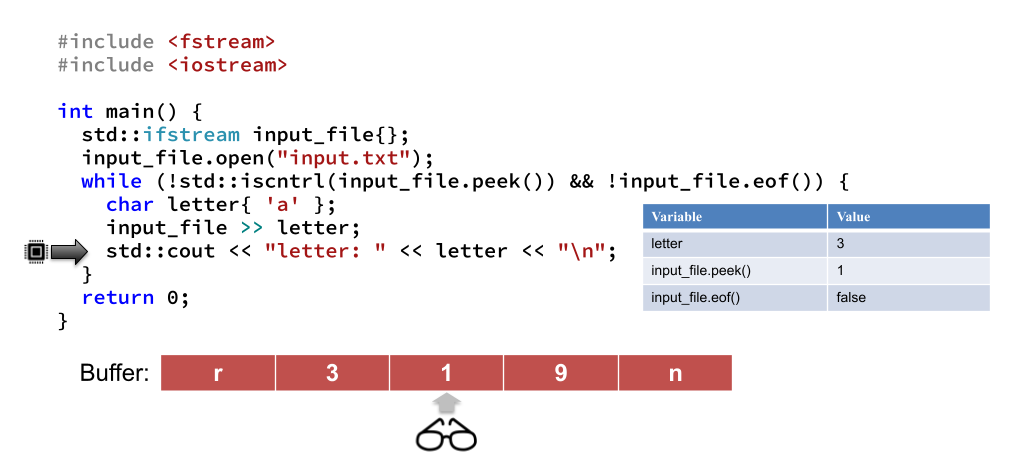 #include <fstream>
#include <iostream>
int main() {
std::ifstream input_file{};
input_file.open("input.txt");
while (!std::iscntrl(input_file.peek()) && !input_file.eof()) {
char letter{ 'a' };
input_file >> letter;
std::cout << "letter: " << letter << "\n";
}
return 0;
}
Variable Value
letter 3
input_file.peek() 1
input_file.eof() false
Buffer: r 3 1 9 n